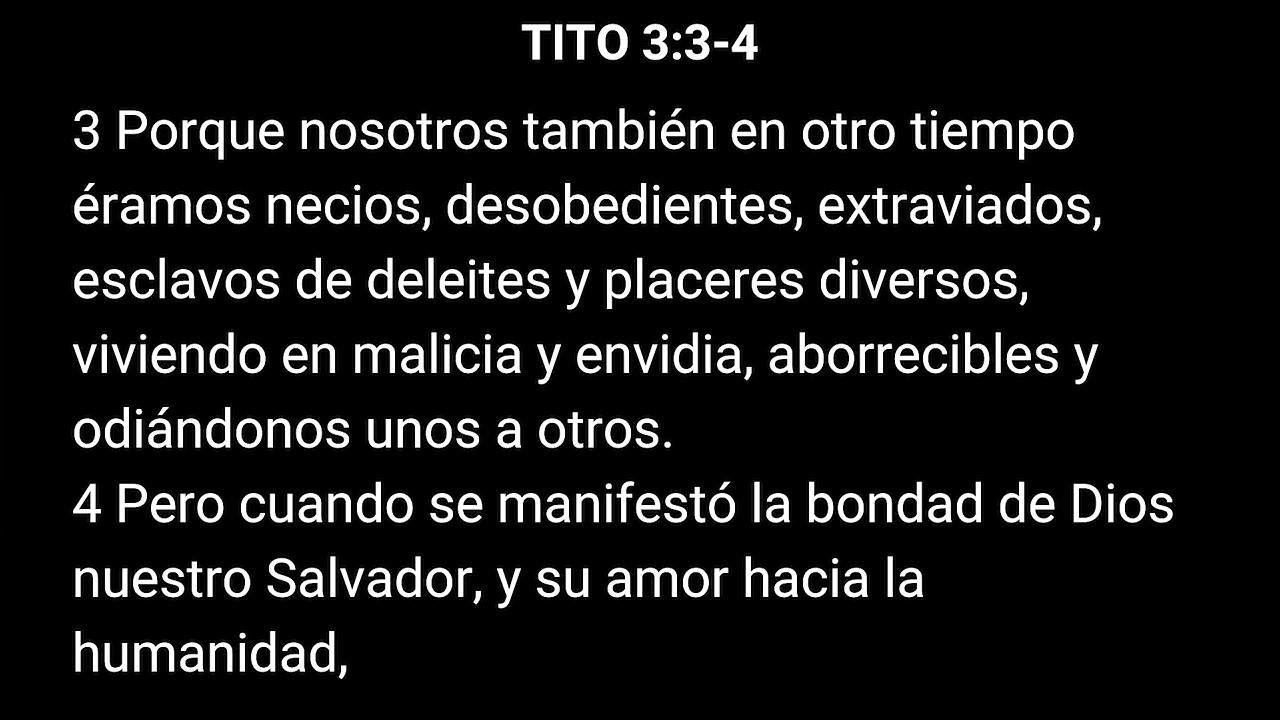 TITO 3:3-4
3 Porque nosotros también en otro tiempo
éramos necios, desobedientes, extraviados,
esclavos de deleites y placeres diversos,
viviendo en malicia y envidia, aborrecibles y
odiándonos unos a otros.
4 Pero cuando se manifestó la bondad de Dios
nuestro Salvador, y su amor hacia la
humanidad,